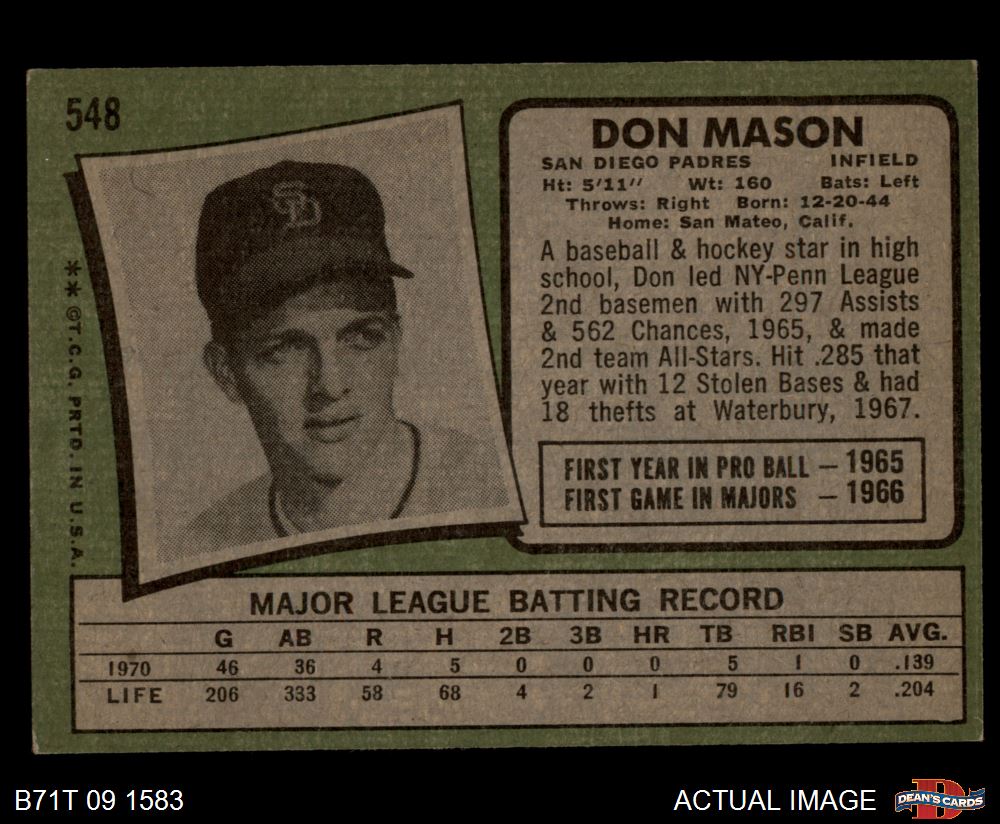 548
SD
** ©T.C.G. PRTD. IN U.S.A.
DON MASON
SAN DIEGO PADRES INFIELD
Ht: 5'11" Wt: 160 Bats: Left
Throws: Right Born: 12-20-44
Home: San Mateo, Calif.
A baseball & hockey star in high
school, Don led NY-Penn League
2nd basemen with 297 Assists
& 562 Chances, 1965, & made
2nd team All-Stars. Hit .285 that
year with 12 Stolen Bases & had
18 thefts at Waterbury, 1967.
FIRST YEAR IN PRO BALL — 1965
FIRST GAME IN MAJORS — 1966
MAJOR LEAGUE BATTING RECORD
G AB R H 2B 3B HR TB RBI SB AVG.
1970 46 36 4 5 0 0 0 5 1 0 .139
LIFE 206 333 58 68 4 2 1 79 16 2 .204
B71T 09 1583 ACTUAL IMAGE
D
DEAN'S CARDS